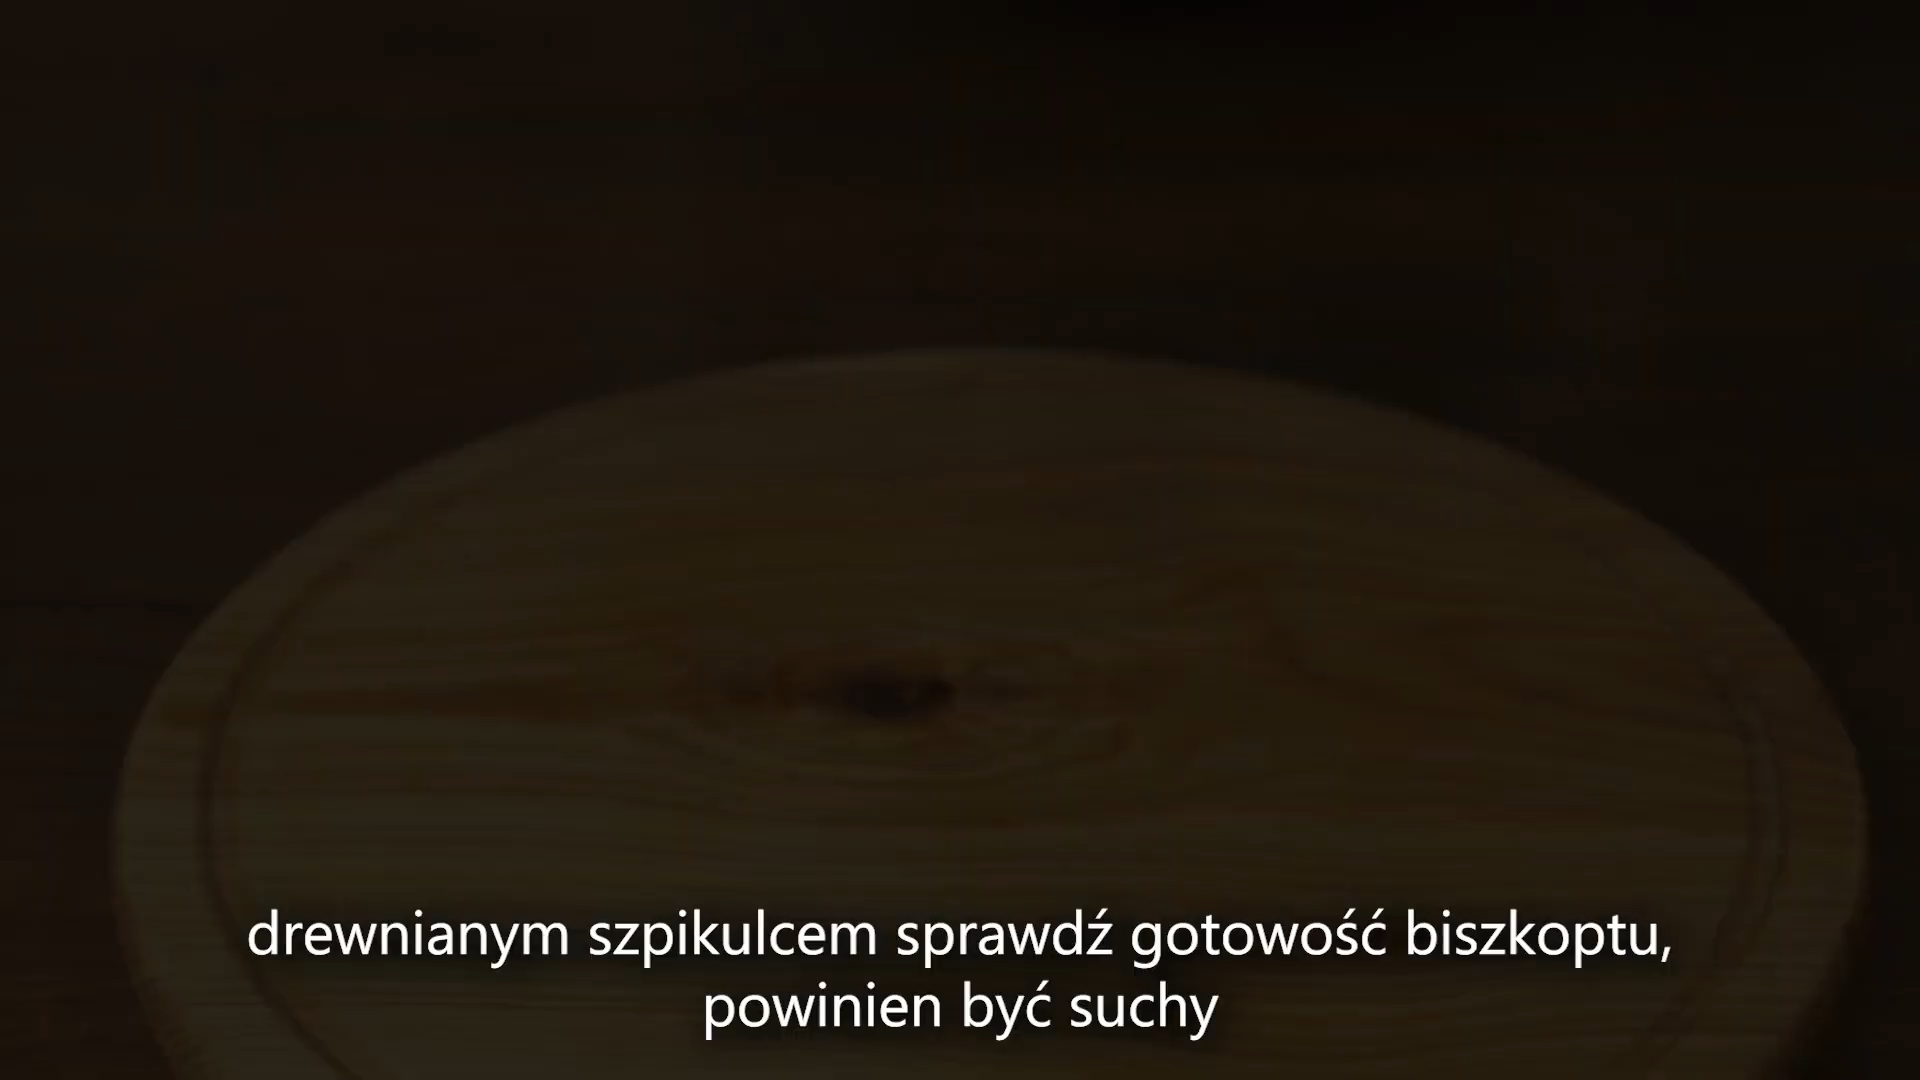 drewnianym szpikulcem sprawdź gotowość biszkoptu,
powinien być suchy